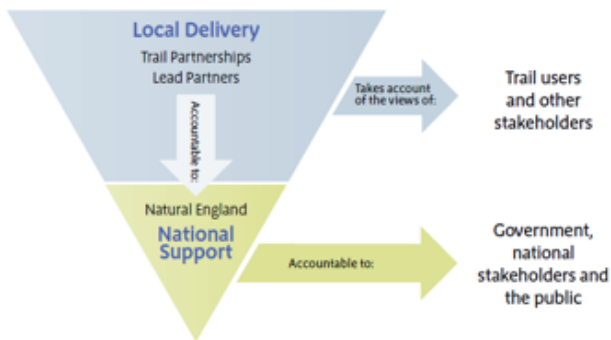 Local Delivery
Trail Partnerships
Lead Partners
Accountable to:
Takes account
of the views of:
Trail users
and other
stakeholders
Natural England
National
Support
Accountable to:
Government,
national
stakeholders and
the public